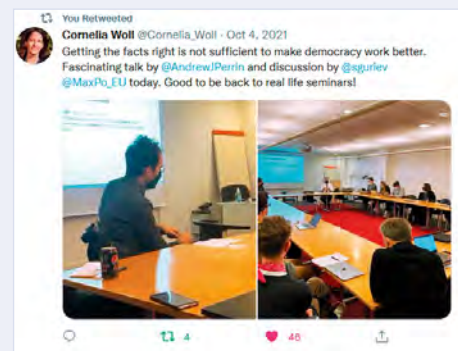 You Retweeted
Cornelia Woll @Cornelia_Woll · Oct 4, 2021
Getting the facts right is not sufficient to make democracy work better.
Fascinating talk by @AndrewJPerrin and discussion by @sguriev
@MaxPo_EU today. Good to be back to real life seminars!
4
46